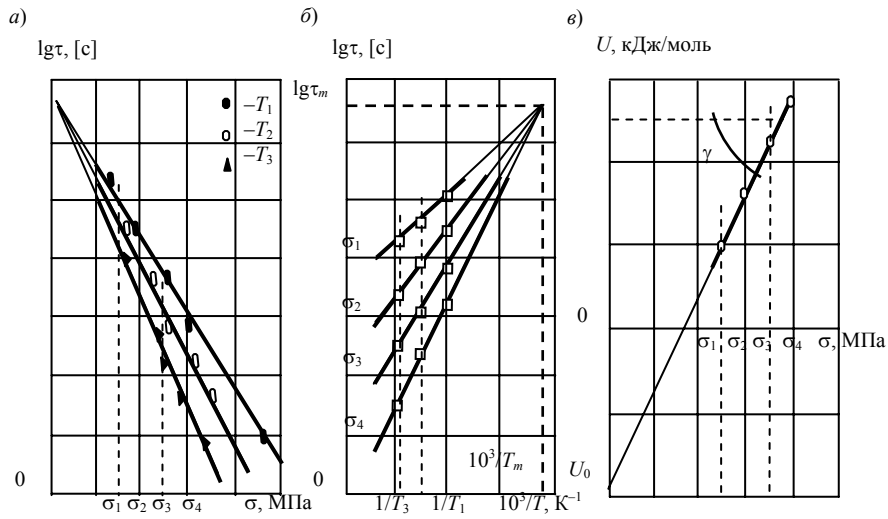 а)
lgτ, [с]
–T1
–T2
–T3
0
σ1 σ2 σ3 σ4 σ, МПа
б)
lgτ, [с]
lgτm
σ1
σ2
σ3
σ4
10³/Tm
0
1/T3 1/T1 10³/T, К⁻¹
в)
U, кДж/моль
γ
0
σ1 σ2 σ3 σ4 σ, МПа
U0